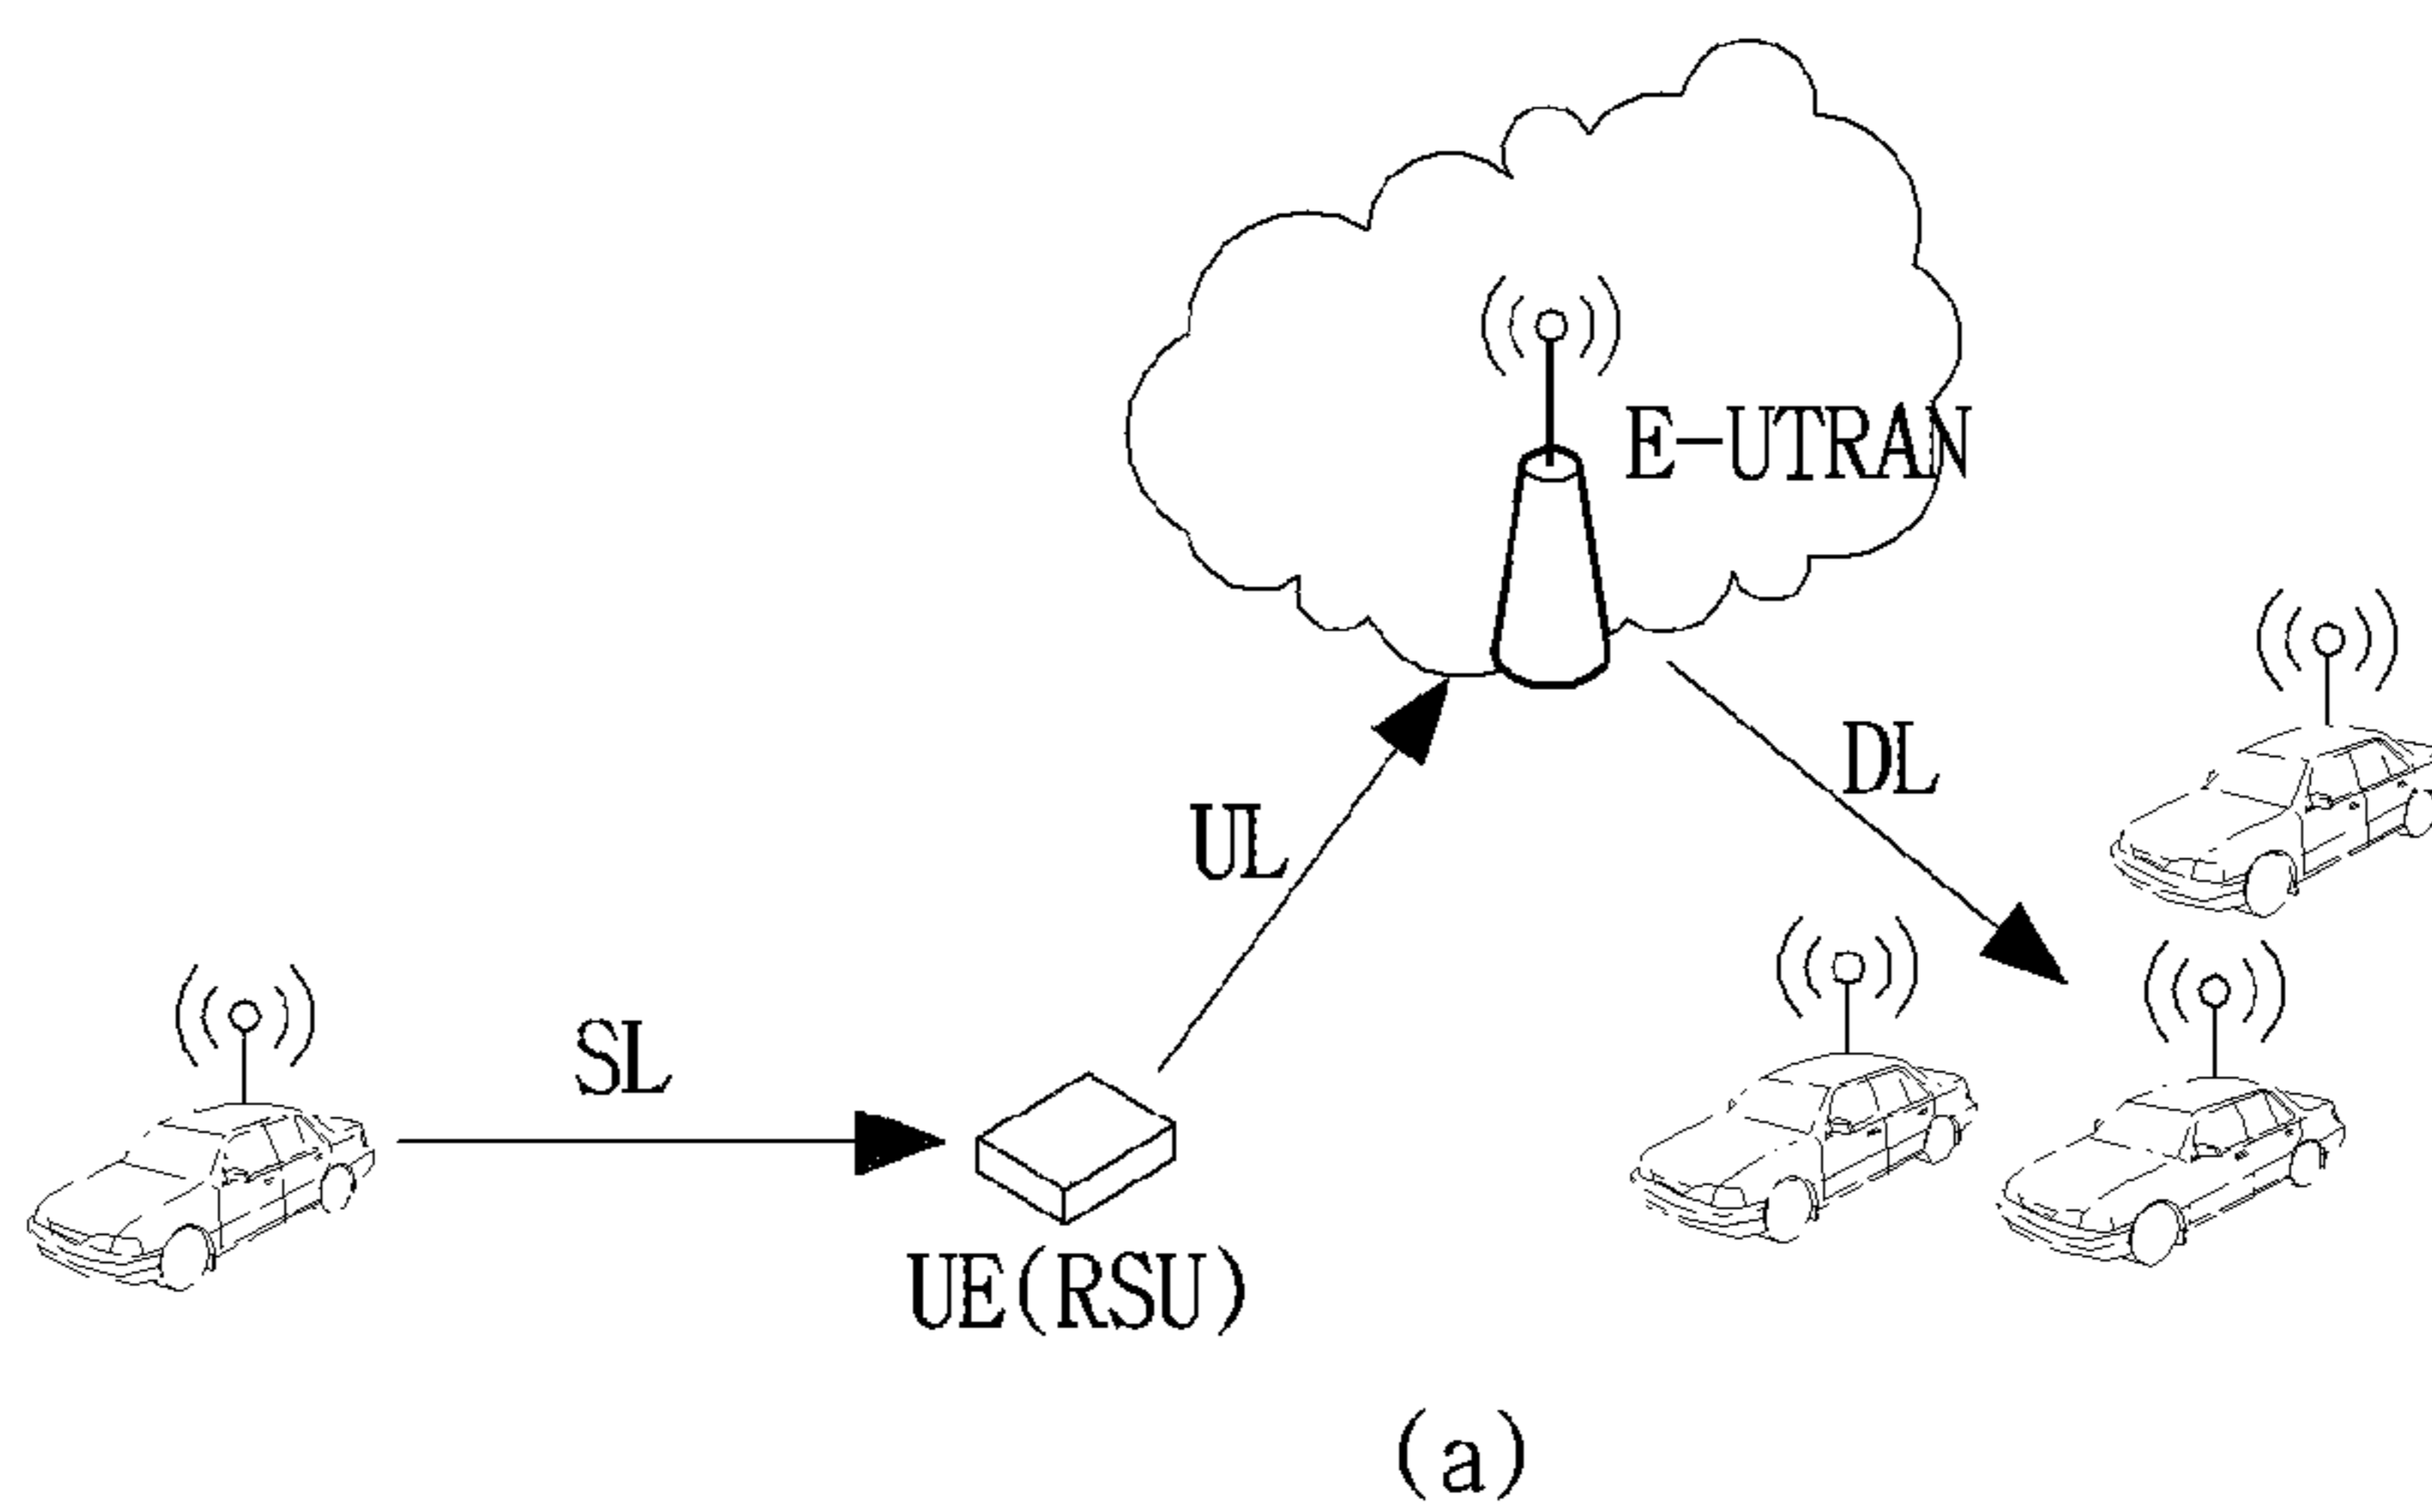 E-UTRAN
DL
UL
SL
UE(RSU)
(a)